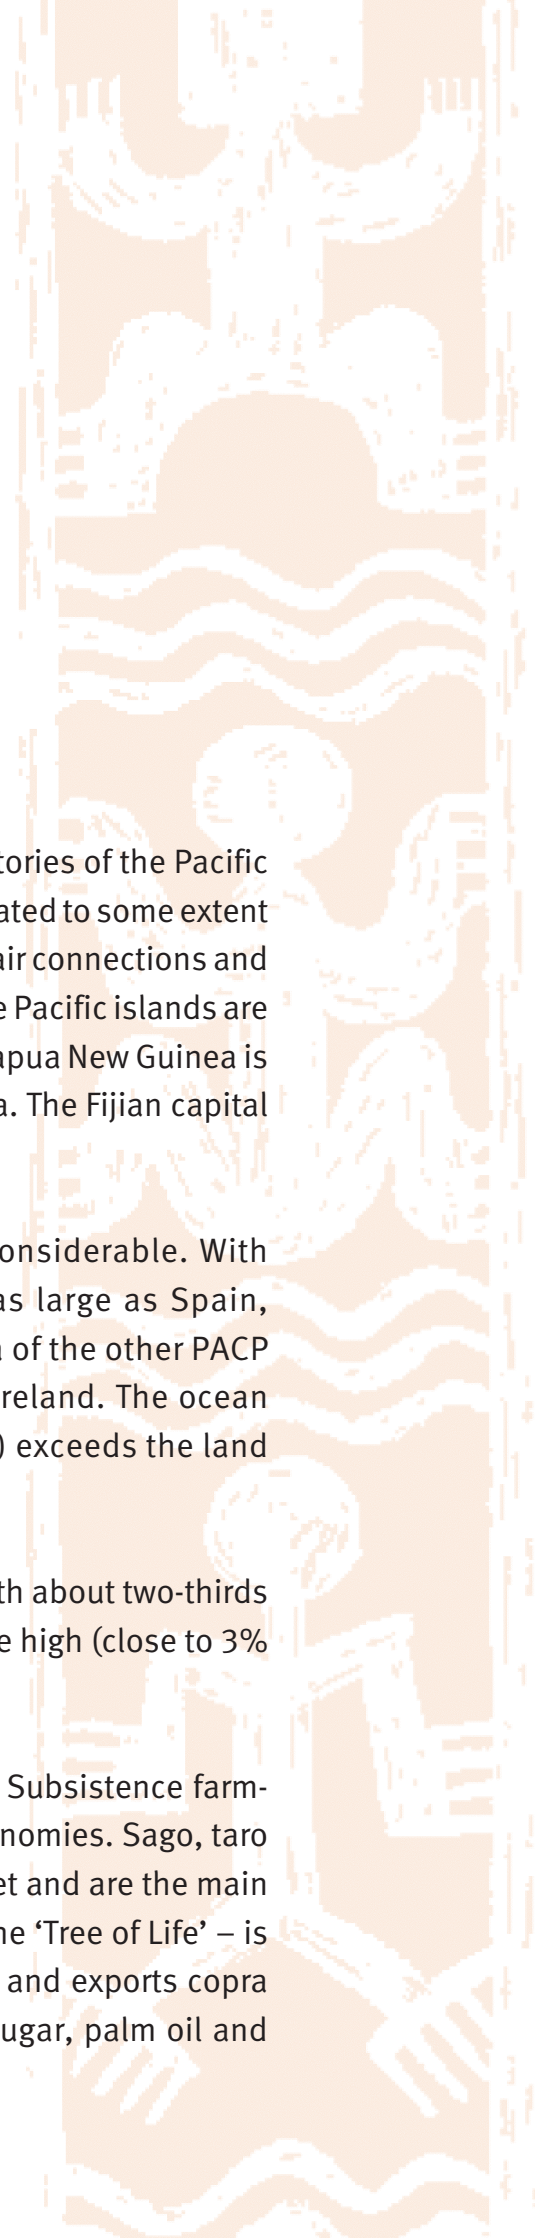 tories of the Pacific
ated to some extent
air connections and
e Pacific islands are
apua New Guinea is
a. The Fijian capital
onsiderable. With
as large as Spain,
a of the other PACP
reland. The ocean
) exceeds the land
th about two-thirds
e high (close to 3%
Subsistence farm-
nomies. Sago, taro
et and are the main
ne ‘Tree of Life’ – is
and exports copra
ugar, palm oil and